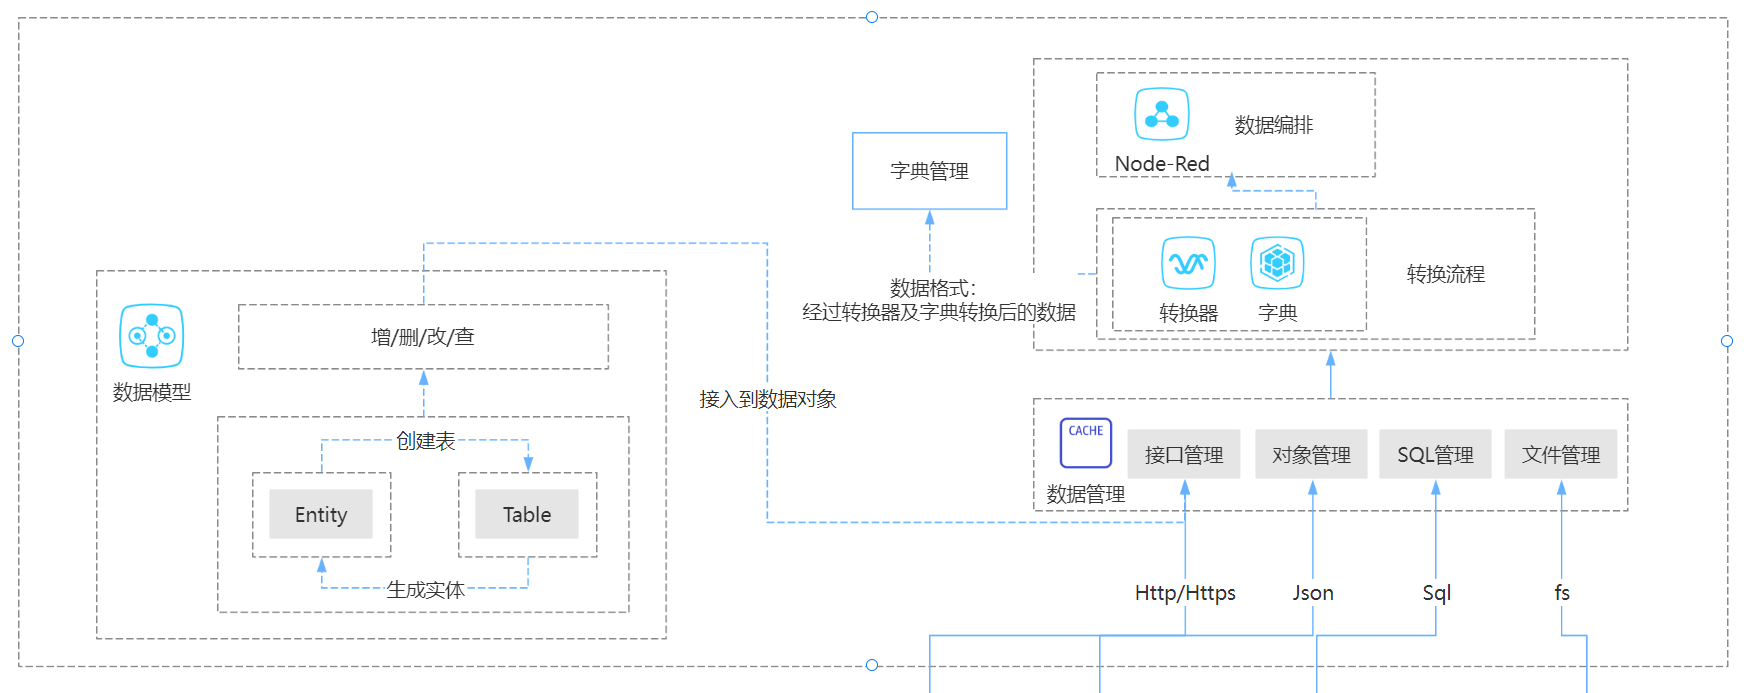 数据编排
Node-Red
字典管理
数据格式：
经过转换器及字典转换后的数据
转换器
字典
转换流程
数据模型
增/删/改/查
接入到数据对象
创建表
Entity
Table
生成实体
CACHE
数据管理
接口管理
对象管理
SQL管理
文件管理
Http/Https
Json
Sql
fs